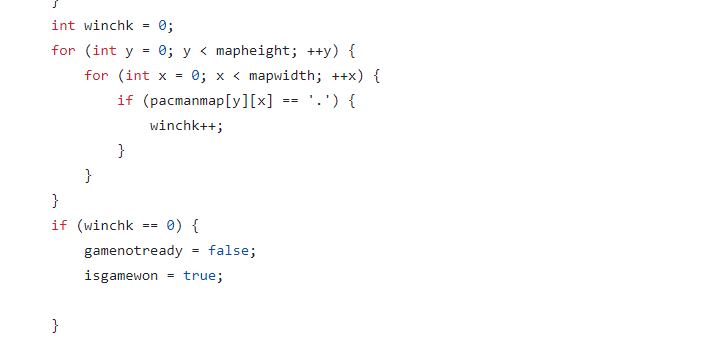 }
int winchk = 0;
for (int y = 0; y < mapheight; ++y) {
for (int x = 0; x < mapwidth; ++x) {
if (pacmanmap[y][x] == '.') {
winchk++;
}
}
}
if (winchk == 0) {
gamenotready = false;
isgamewon = true;
}